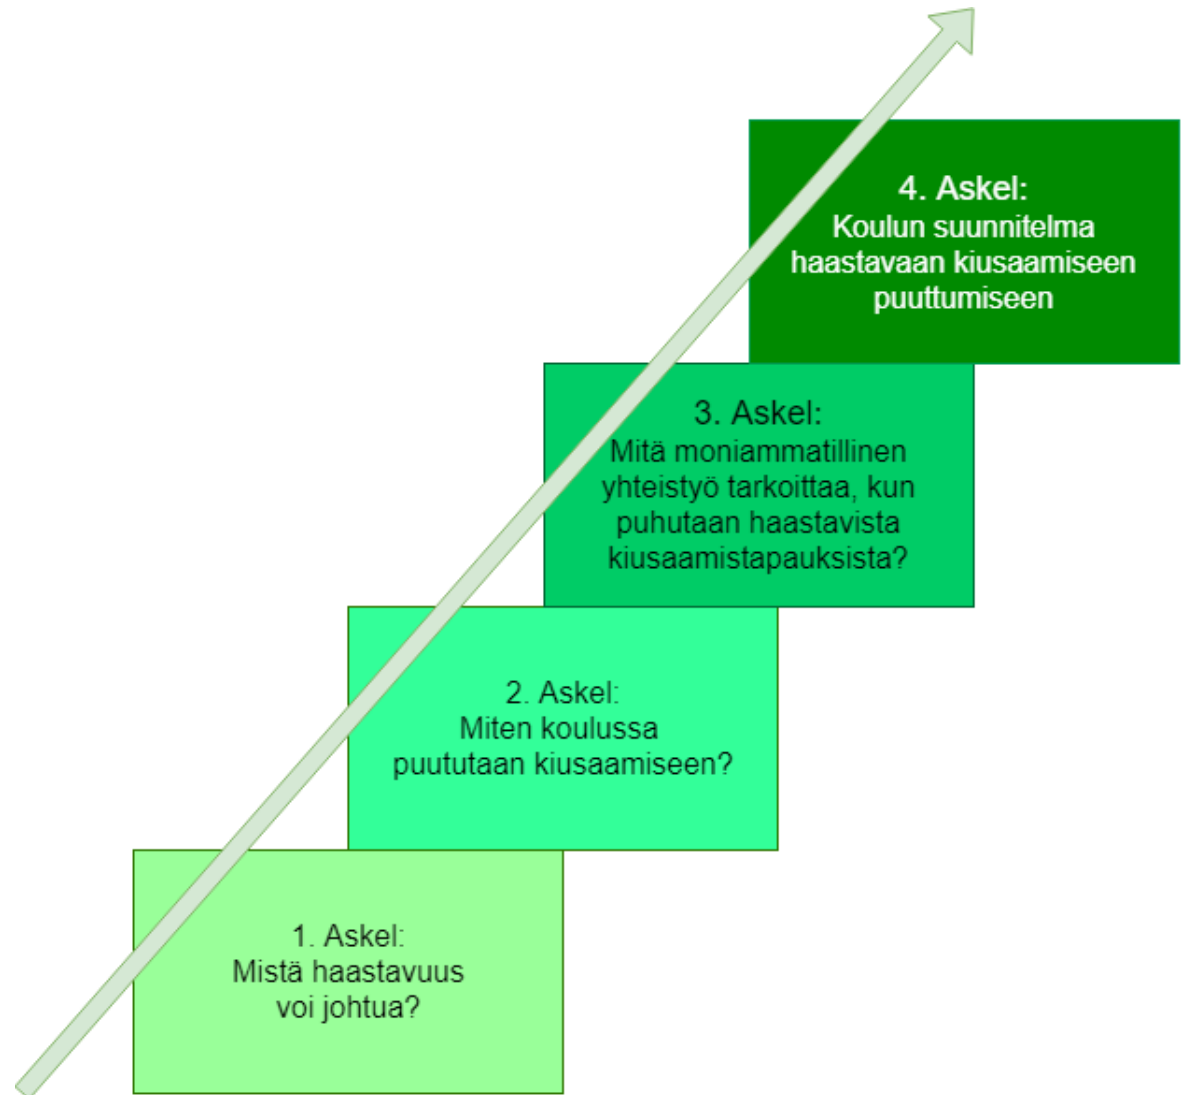 4. Askel:
Koulun suunnitelma
haastavaan kiusaamiseen
puuttumiseen
3. Askel:
Mitä moniammatillinen
yhteistyö tarkoittaa, kun
puhutaan haastavista
kiusaamistapauksista?
2. Askel:
Miten koulussa
puututaan kiusaamiseen?
1. Askel:
Mistä haastavuus
voi johtua?